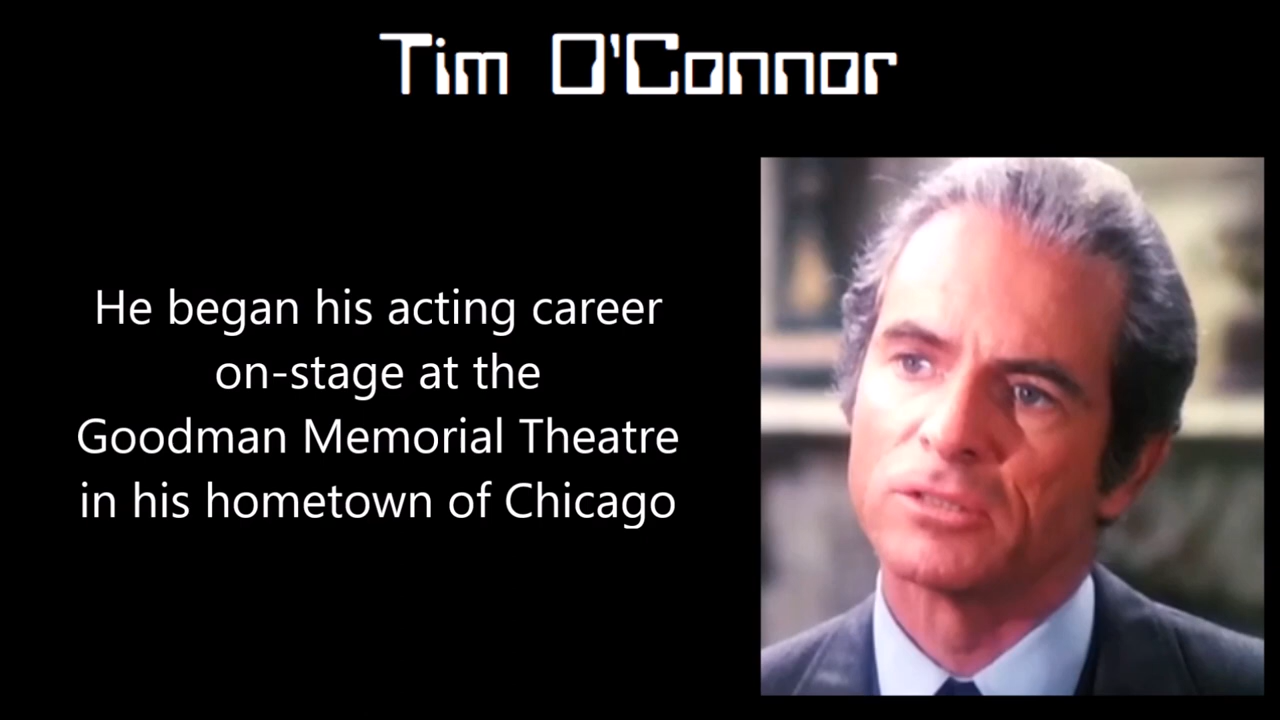 Tim O'Connor
He began his acting career
on-stage at the
Goodman Memorial Theatre
in his hometown of Chicago